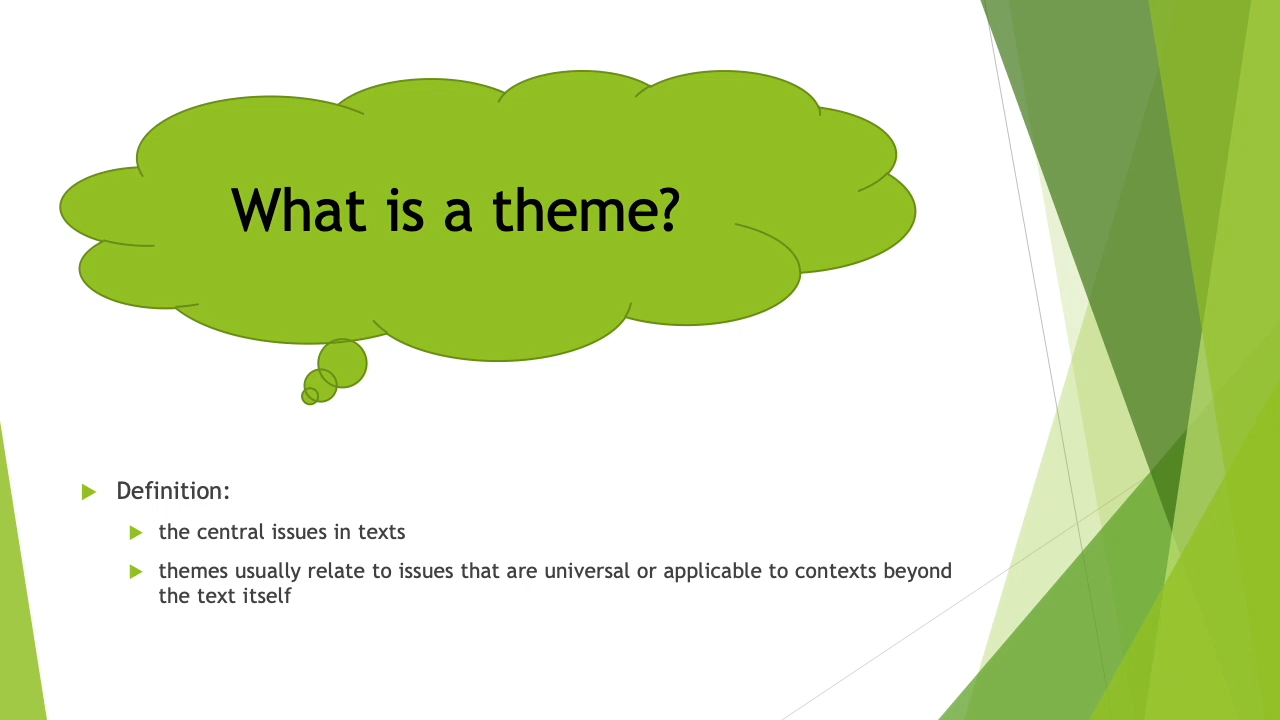 What is a theme?
Definition:
the central issues in texts
themes usually relate to issues that are universal or applicable to contexts beyond
the text itself